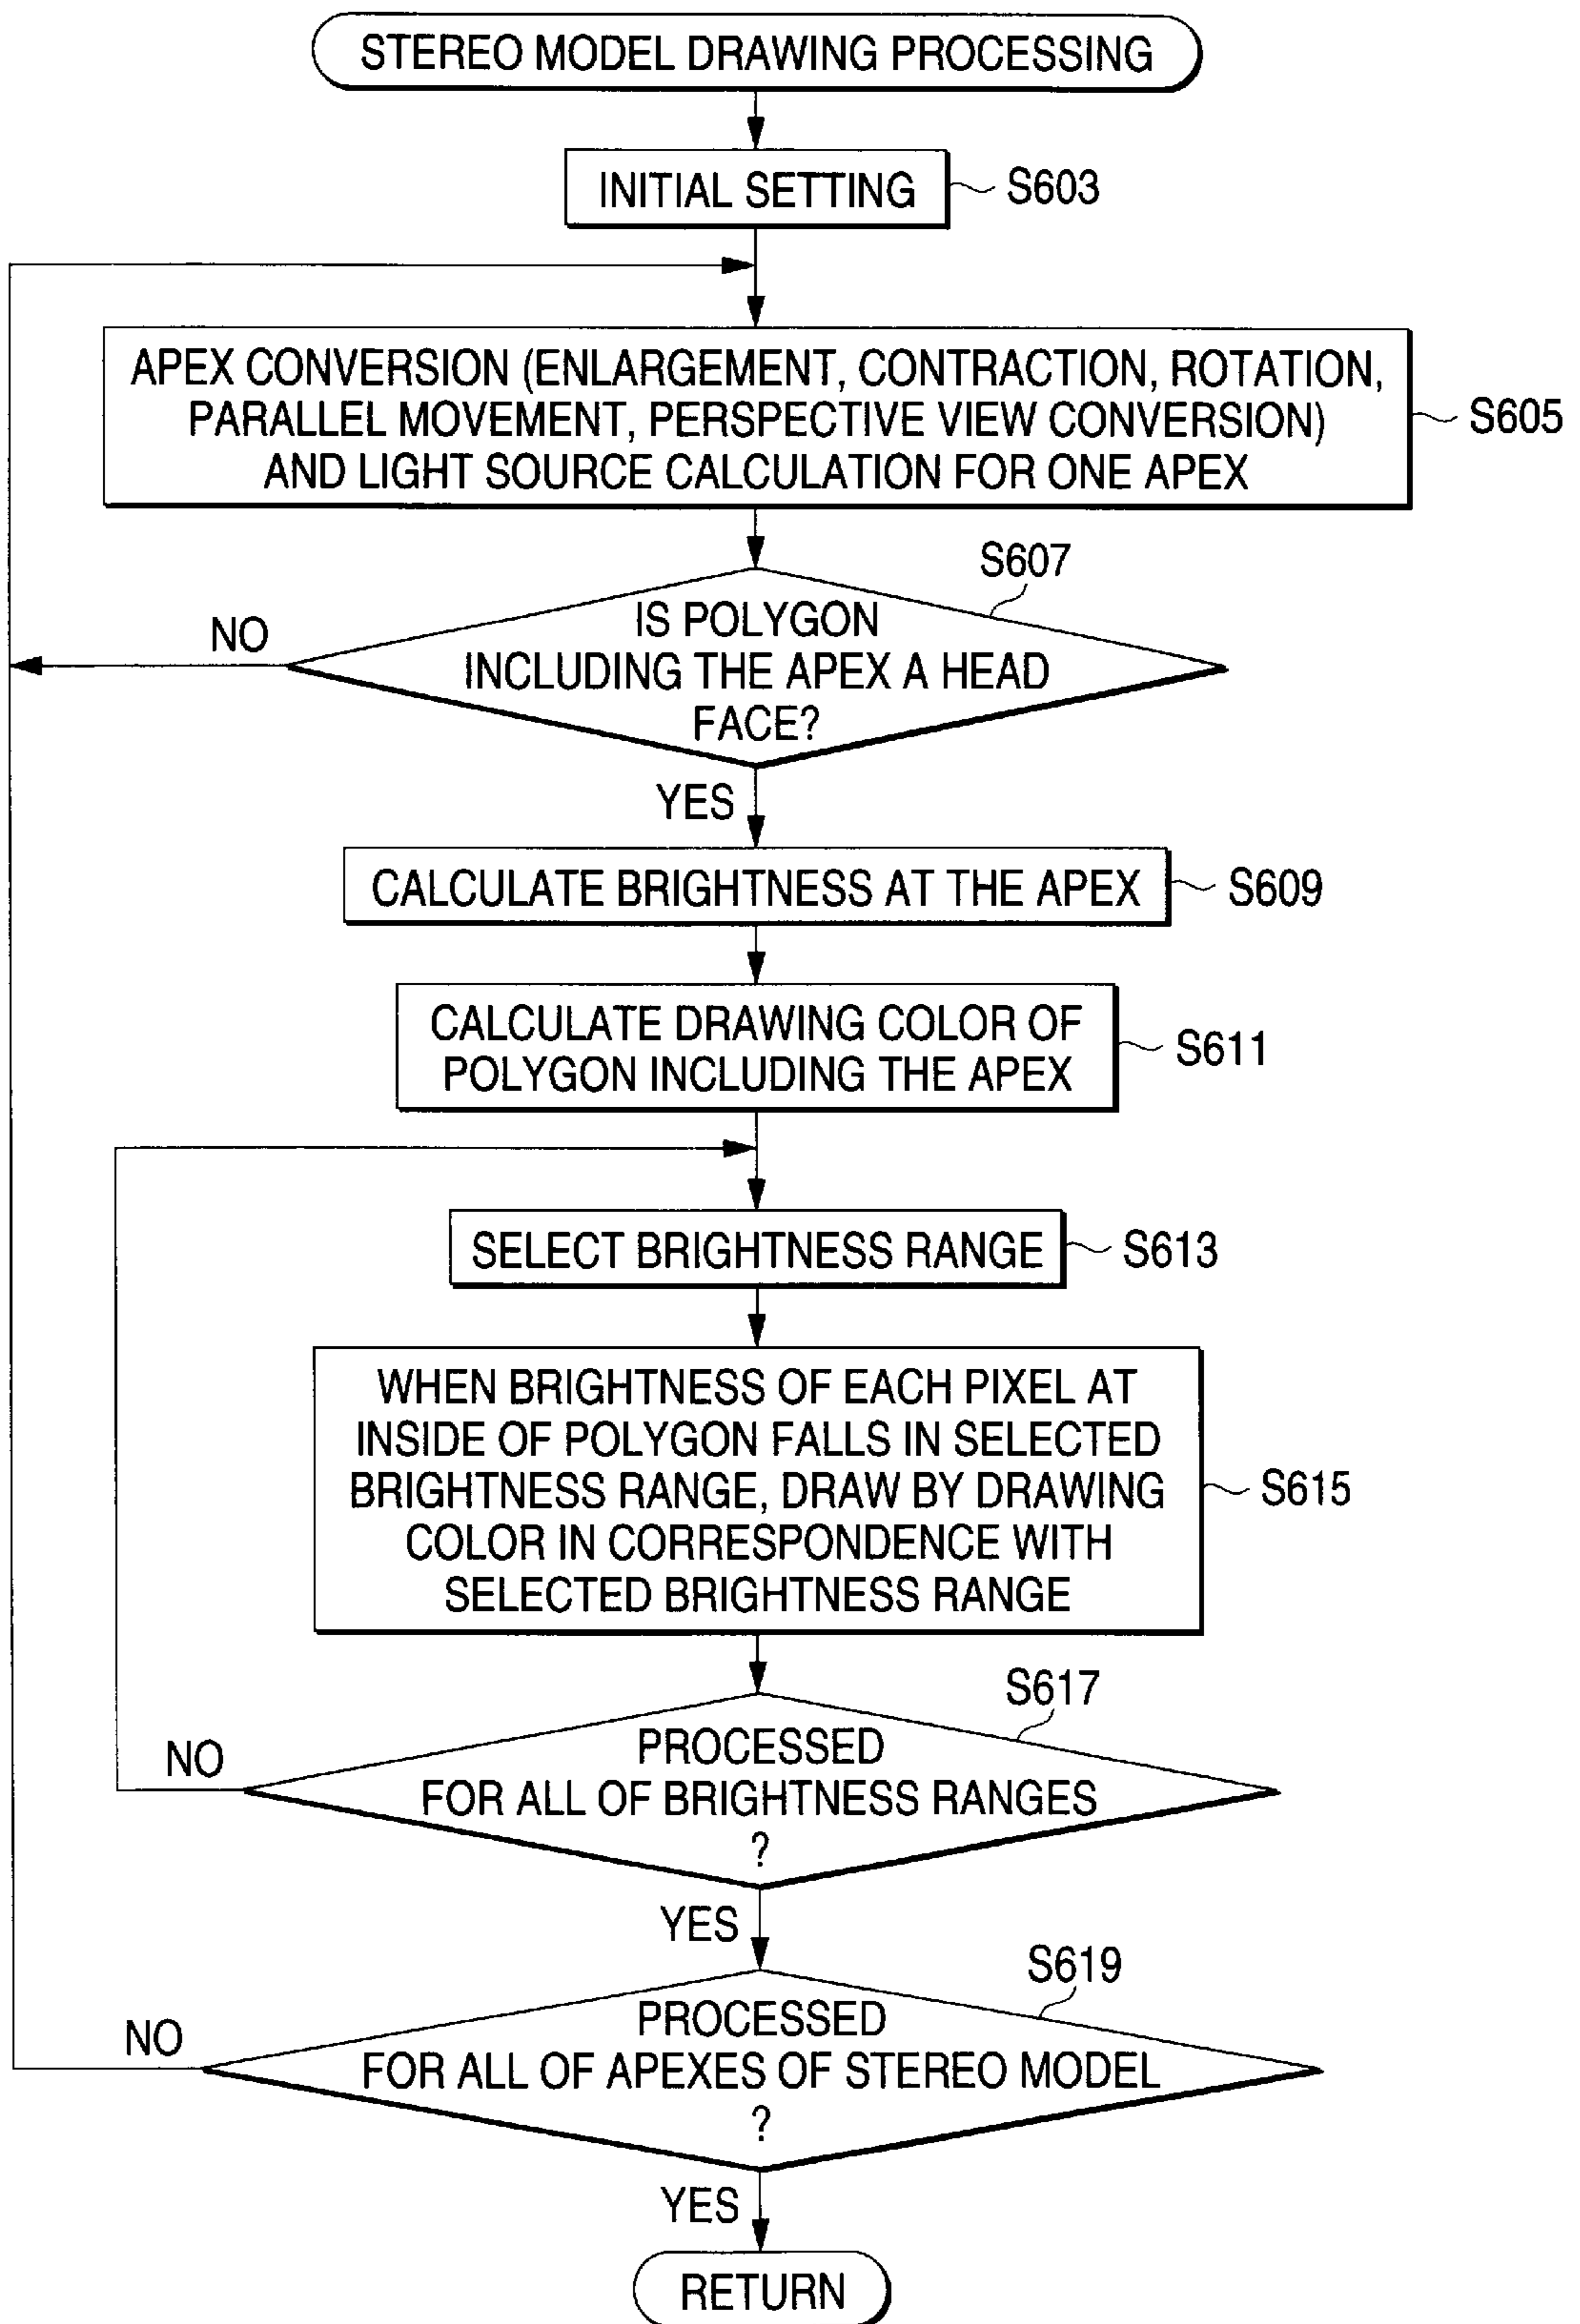 STEREO MODEL DRAWING PROCESSING
INITIAL SETTING
S603
APEX CONVERSION (ENLARGEMENT, CONTRACTION, ROTATION,
PARALLEL MOVEMENT, PERSPECTIVE VIEW CONVERSION)
AND LIGHT SOURCE CALCULATION FOR ONE APEX
S605
S607
IS POLYGON
INCLUDING THE APEX A HEAD
FACE?
NO
YES
CALCULATE BRIGHTNESS AT THE APEX
S609
CALCULATE DRAWING COLOR OF
POLYGON INCLUDING THE APEX
S611
SELECT BRIGHTNESS RANGE
S613
WHEN BRIGHTNESS OF EACH PIXEL AT
INSIDE OF POLYGON FALLS IN SELECTED
BRIGHTNESS RANGE, DRAW BY DRAWING
COLOR IN CORRESPONDENCE WITH
SELECTED BRIGHTNESS RANGE
S615
S617
PROCESSED
FOR ALL OF BRIGHTNESS RANGES
?
NO
YES
S619
PROCESSED
FOR ALL OF APEXES OF STEREO MODEL
?
NO
YES
RETURN